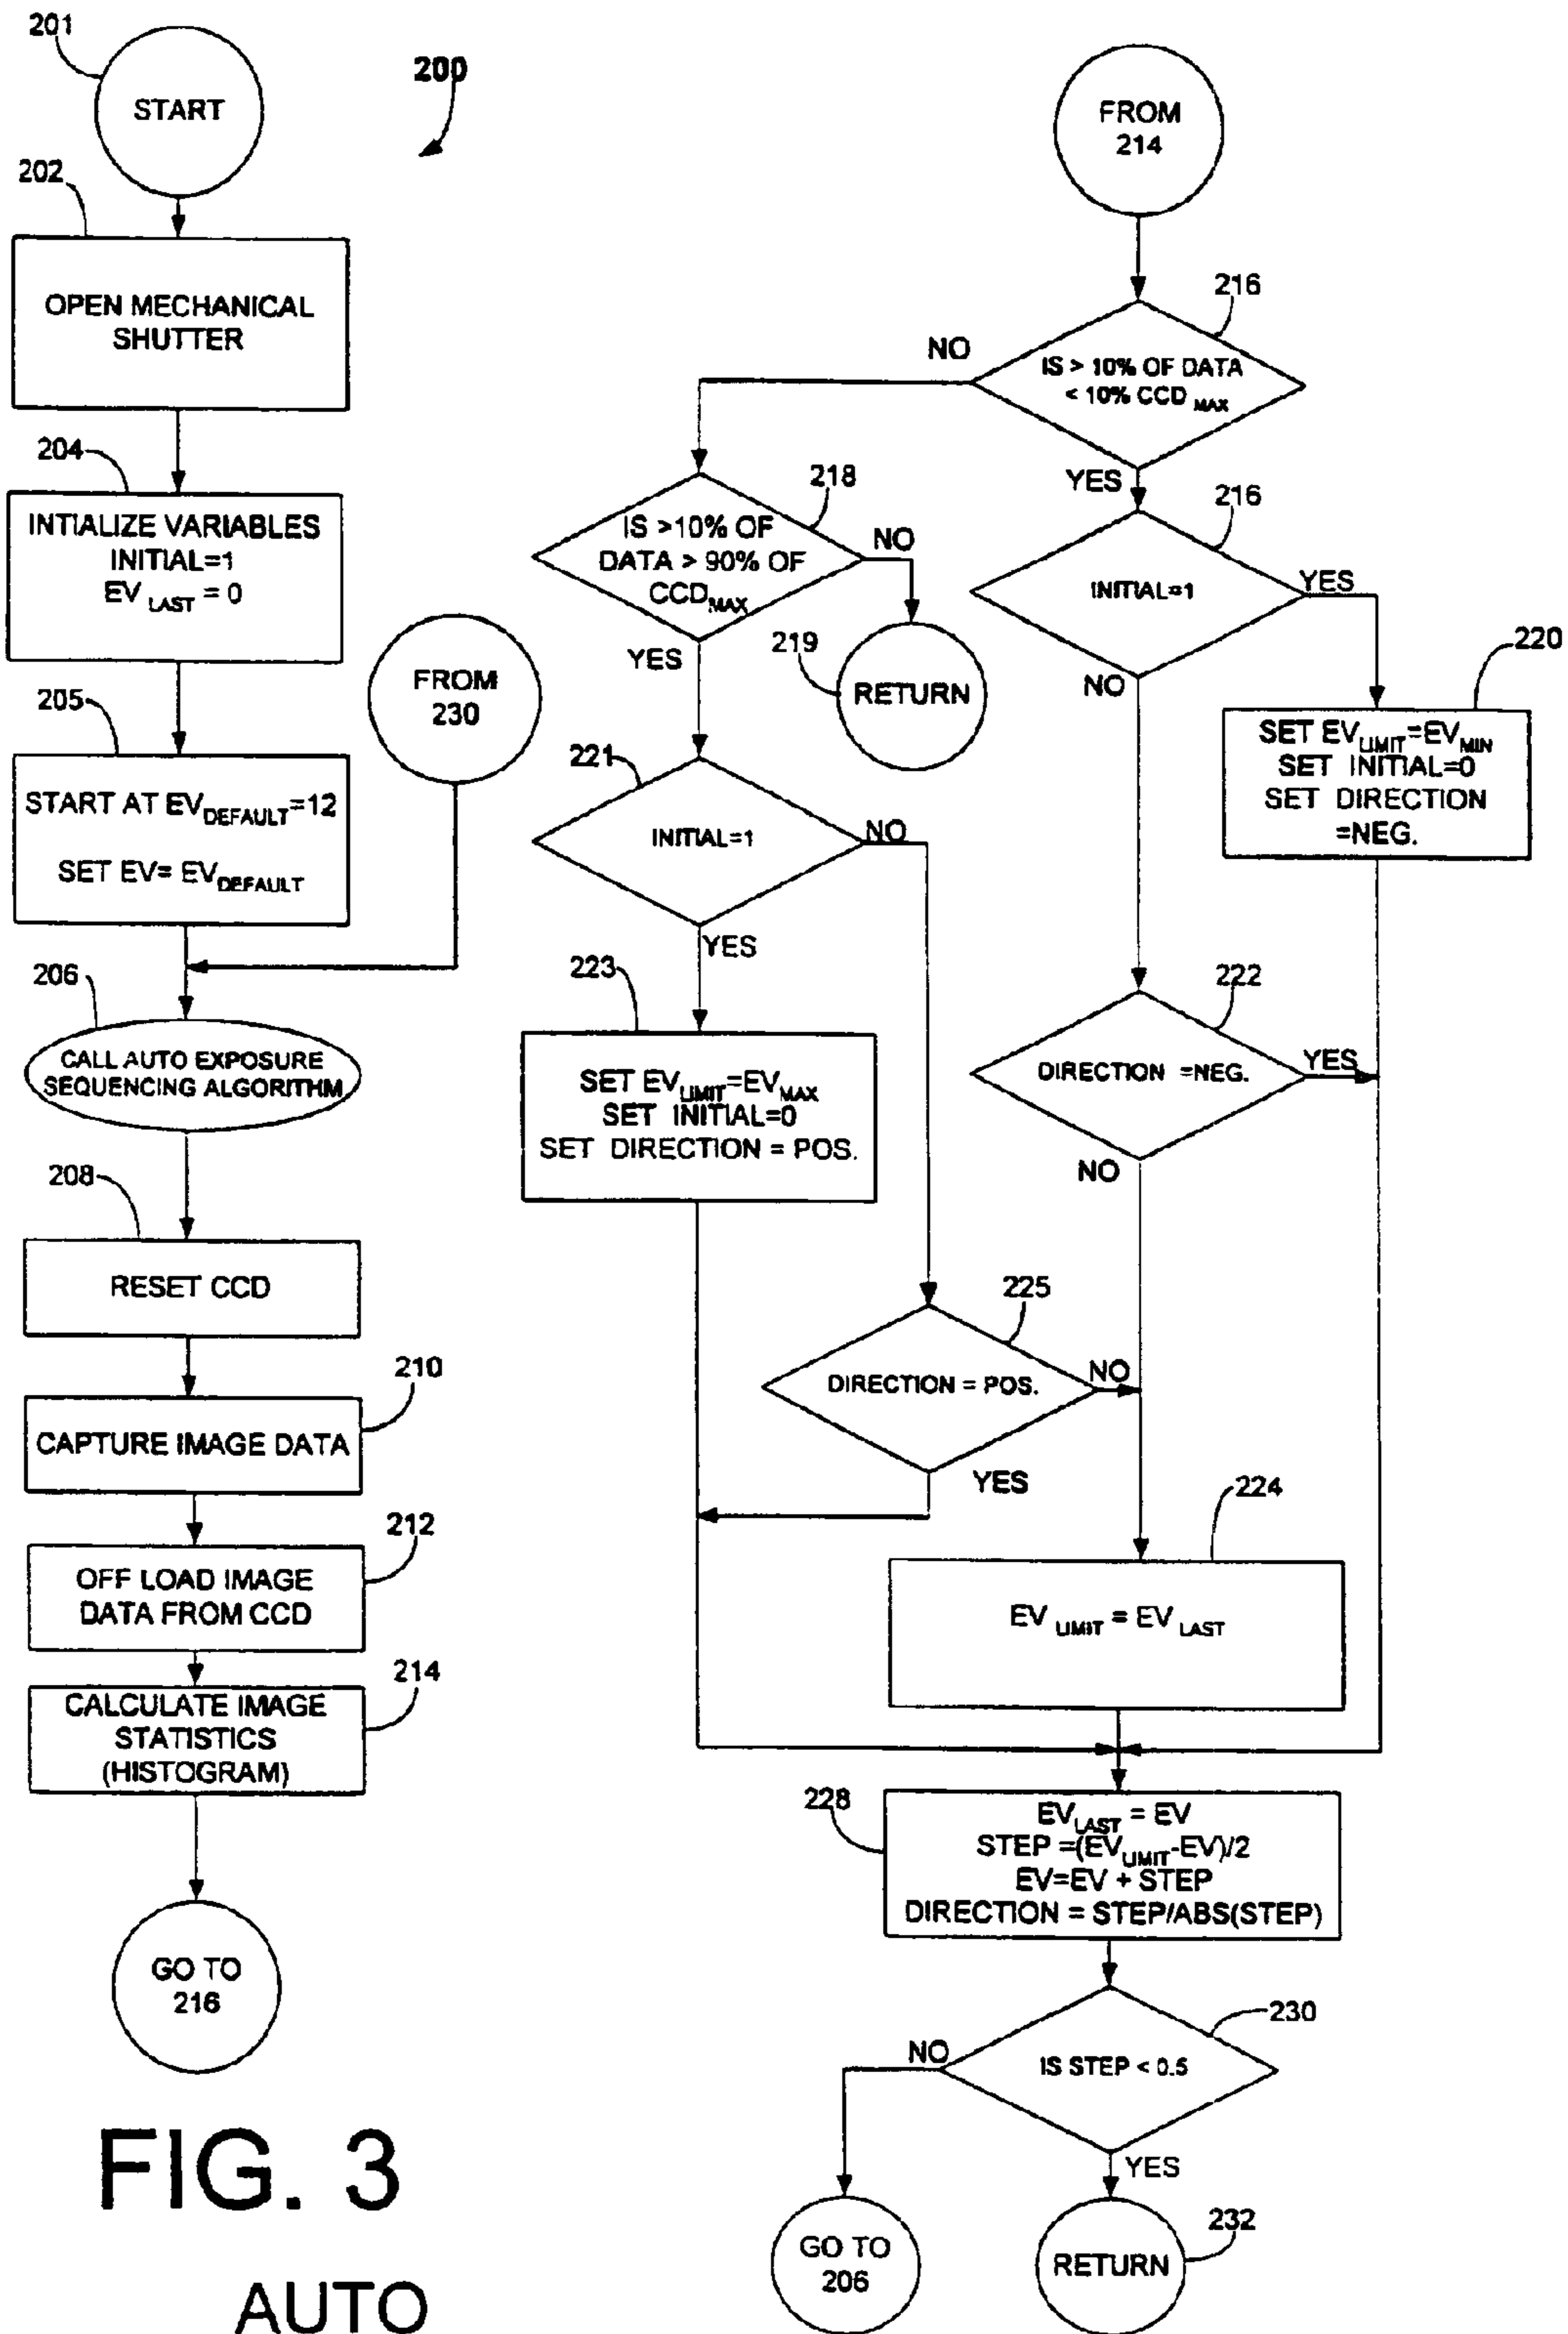 201
START
200
202
OPEN MECHANICAL
SHUTTER
204
INTIALIZE VARIABLES
INITIAL=1
EV LAST = 0
205
START AT EVDEFAULT=12
SET EV= EVDEFAULT
FROM
230
206
CALL AUTO EXPOSURE
SEQUENCING ALGORITHM
208
RESET CCD
210
CAPTURE IMAGE DATA
212
OFF LOAD IMAGE
DATA FROM CCD
214
CALCULATE IMAGE
STATISTICS
(HISTOGRAM)
GO TO
216
FROM
214
216
IS > 10% OF DATA
< 10% CCD MAX
NO
YES
218
IS >10% OF
DATA > 90% OF
CCDMAX
NO
YES
219
RETURN
216
INITIAL=1
YES
NO
220
SET EVLIMIT=EVMIN
SET INITIAL=0
SET DIRECTION
=NEG.
221
INITIAL=1
NO
YES
223
SET EVLIMIT=EVMAX
SET INITIAL=0
SET DIRECTION = POS.
222
DIRECTION =NEG.
YES
NO
225
DIRECTION = POS.
NO
YES
224
EV LIMIT = EV LAST
228
EVLAST = EV
STEP =(EVLIMIT-EV)/2
EV=EV + STEP
DIRECTION = STEP/ABS(STEP)
230
IS STEP < 0.5
NO
YES
GO TO
206
232
RETURN
FIG. 3
AUTO